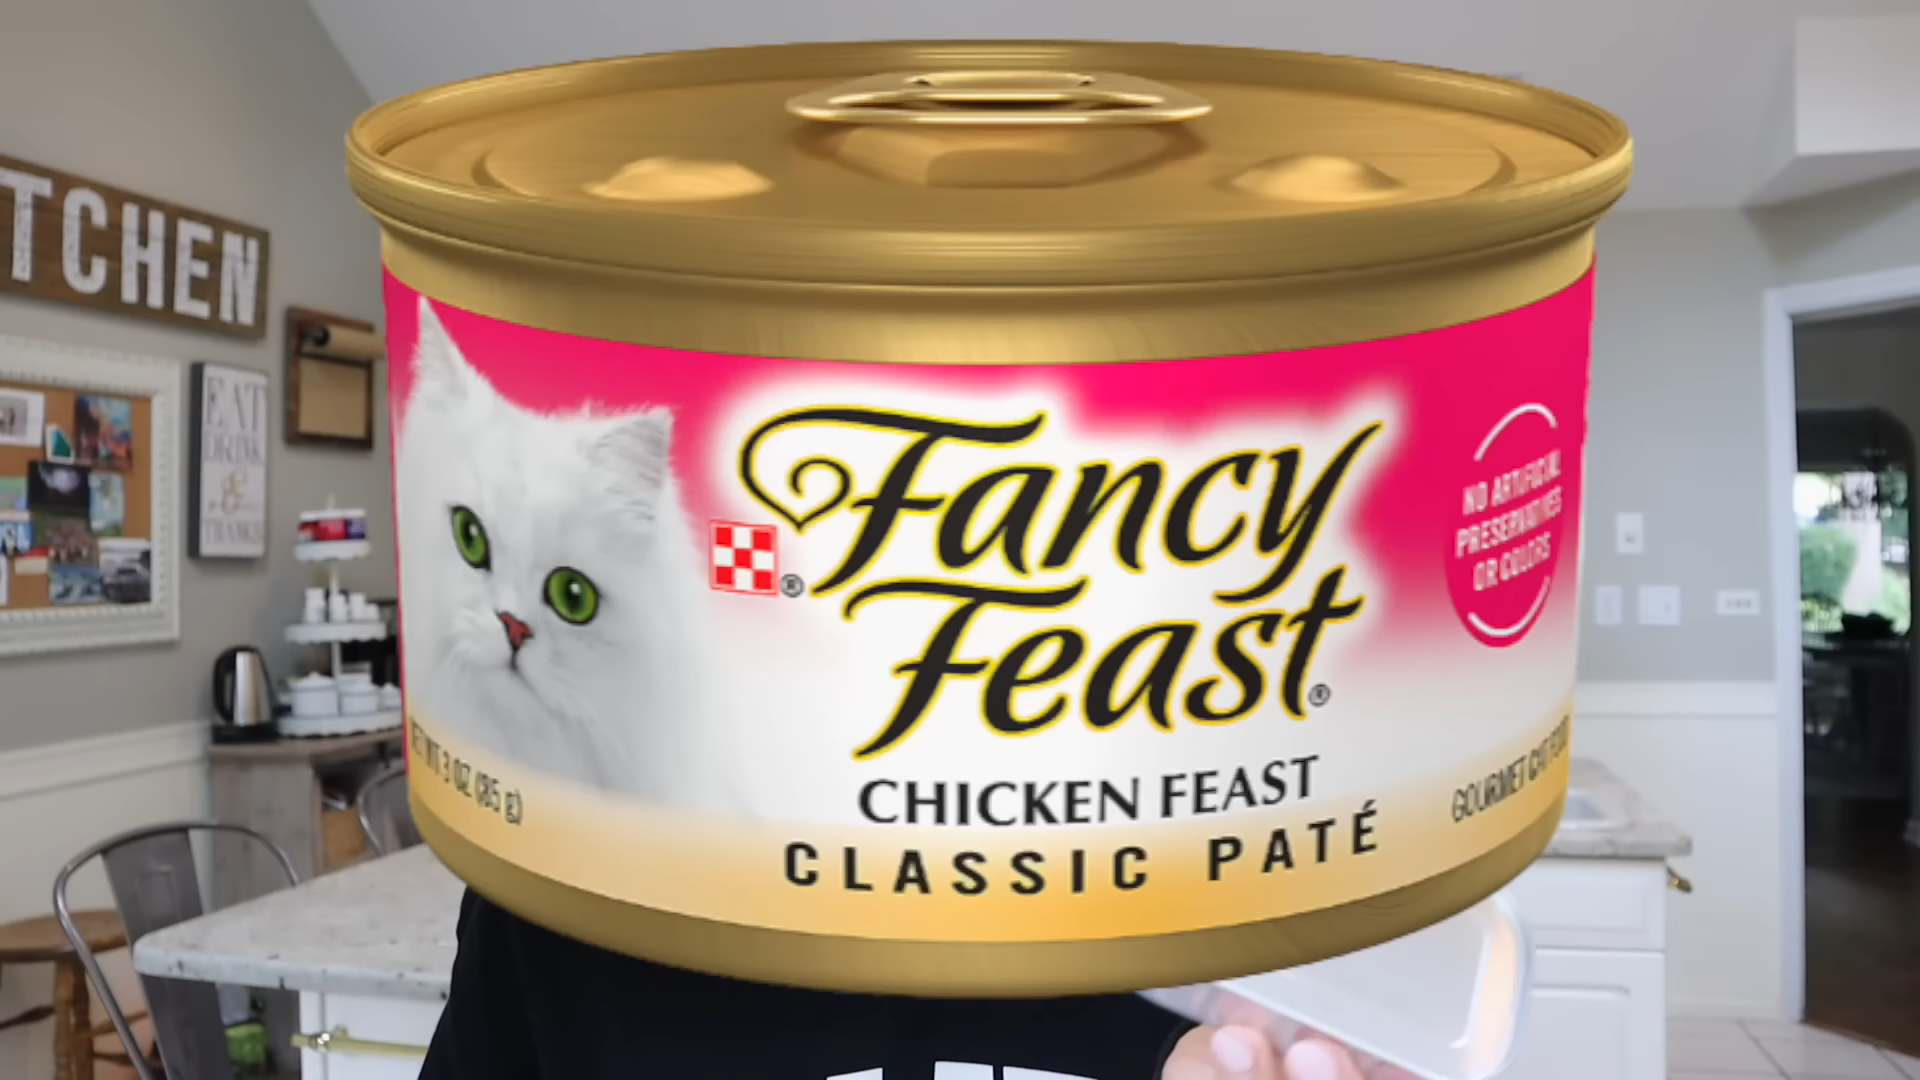 TCHEN
EAT
DRINK
&
THANKS
Fancy
Feast®
®
CHICKEN FEAST
CLASSIC PATÉ
NO ARTIFICIAL
PRESERVATIVES
OR COLORS
NET WT 3 OZ (85 g)
GOURMET CAT FOOD